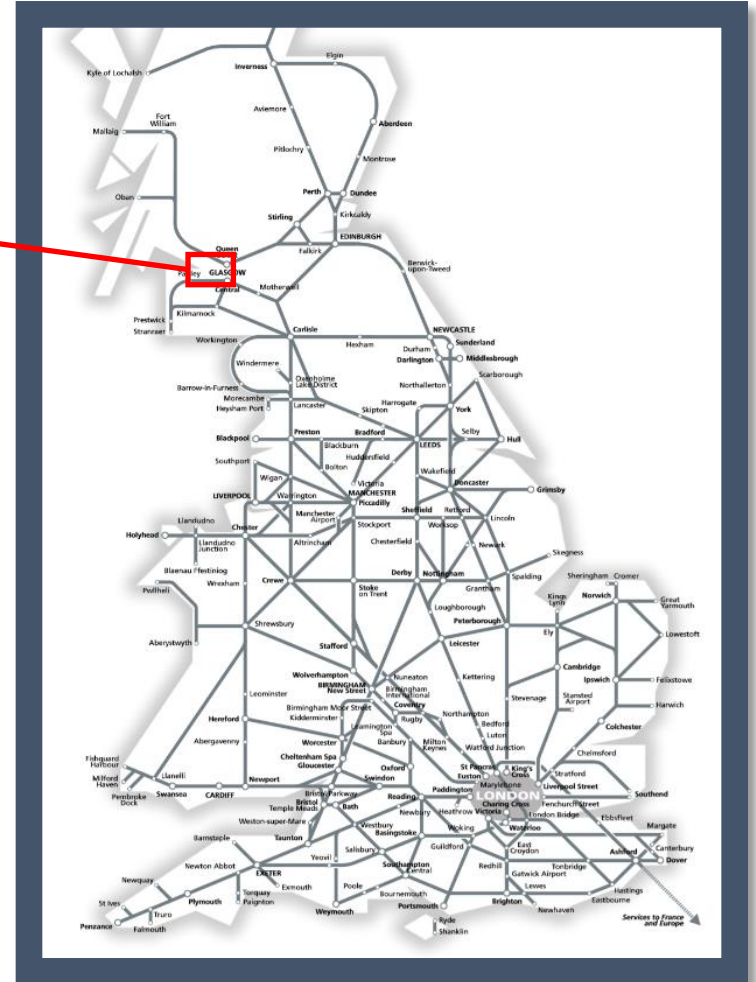 Elgin
Inverness
Kyle of Lochalsh
Aviemore
Fort
William
Aberdeen
Mallaig
Pitlochry
Montrose
Perth
Dundee
Oban
Stirling
Kirkcaldy
EDINBURGH
Queen
Falkirk
Berwick-
upon-Tweed
Paisley
GLASGOW
Central
Motherwell
Prestwick
Kilmarnock
Stranraer
Carlisle
NEWCASTLE
Workington
Hexham
Sunderland
Durham
Darlington
Middlesbrough
Windermere
Scarborough
Oxenholme
Lake District
Northallerton
Barrow-in-Furness
Morecambe
Heysham Port
Lancaster
Harrogate
York
Skipton
Blackpool
Preston
Bradford
LEEDS
Selby
Hull
Blackburn
Huddersfield
Southport
Bolton
Wakefield
Wigan
Victoria
Doncaster
Grimsby
LIVERPOOL
Warrington
MANCHESTER
Piccadilly
Sheffield
Retford
Manchester
Airport
Lincoln
Llandudno
Chester
Stockport
Worksop
Holyhead
Llandudno
Junction
Altrincham
Chesterfield
Newark
Skegness
Blaenau Ffestiniog
Derby
Nottingham
Spalding
Sheringham
Cromer
Pwllheli
Wrexham
Crewe
Stoke
on Trent
Grantham
Kings
Lynn
Norwich
Great
Yarmouth
Loughborough
Peterborough
Shrewsbury
Ely
Lowestoft
Aberystwyth
Stafford
Leicester
Wolverhampton
Nuneaton
Kettering
Cambridge
BIRMINGHAM
New Street
Birmingham
International
Ipswich
Felixstowe
Leominster
Stevenage
Stansted
Airport
Birmingham Moor Street
Coventry
Northampton
Harwich
Hereford
Kidderminster
Rugby
Bedford
Leamington
Spa
Colchester
Abergavenny
Worcester
Banbury
Milton
Keynes
Luton
Watford Junction
Chelmsford
Fishguard
Harbour
Cheltenham Spa
Gloucester
Oxford
St Pancras
King's
Cross
Stratford
Milford
Haven
Llanelli
Euston
Swindon
Marylebone
Liverpool Street
Pembroke
Dock
Swansea
CARDIFF
Newport
Bristol Parkway
Reading
Paddington
LONDON
Southend
Bristol
Temple Meads
Bath
Newbury
Heathrow
Victoria
Charing Cross
Fenchurch Street
London Bridge
Ebbsfleet
Weston-super-Mare
Westbury
Basingstoke
Woking
Waterloo
Margate
Barnstaple
Taunton
Salisbury
Guildford
East
Croydon
Canterbury
Newton Abbot
Yeovil
Southampton
Central
Redhill
Tonbridge
Ashford
Dover
Newquay
EXETER
Gatwick Airport
Exmouth
Poole
Lewes
Hastings
St Ives
Torquay
Paignton
Bournemouth
Eastbourne
Truro
Plymouth
Weymouth
Portsmouth
Brighton
Newhaven
Penzance
Falmouth
Ryde
Shanklin
Services to France
and Europe